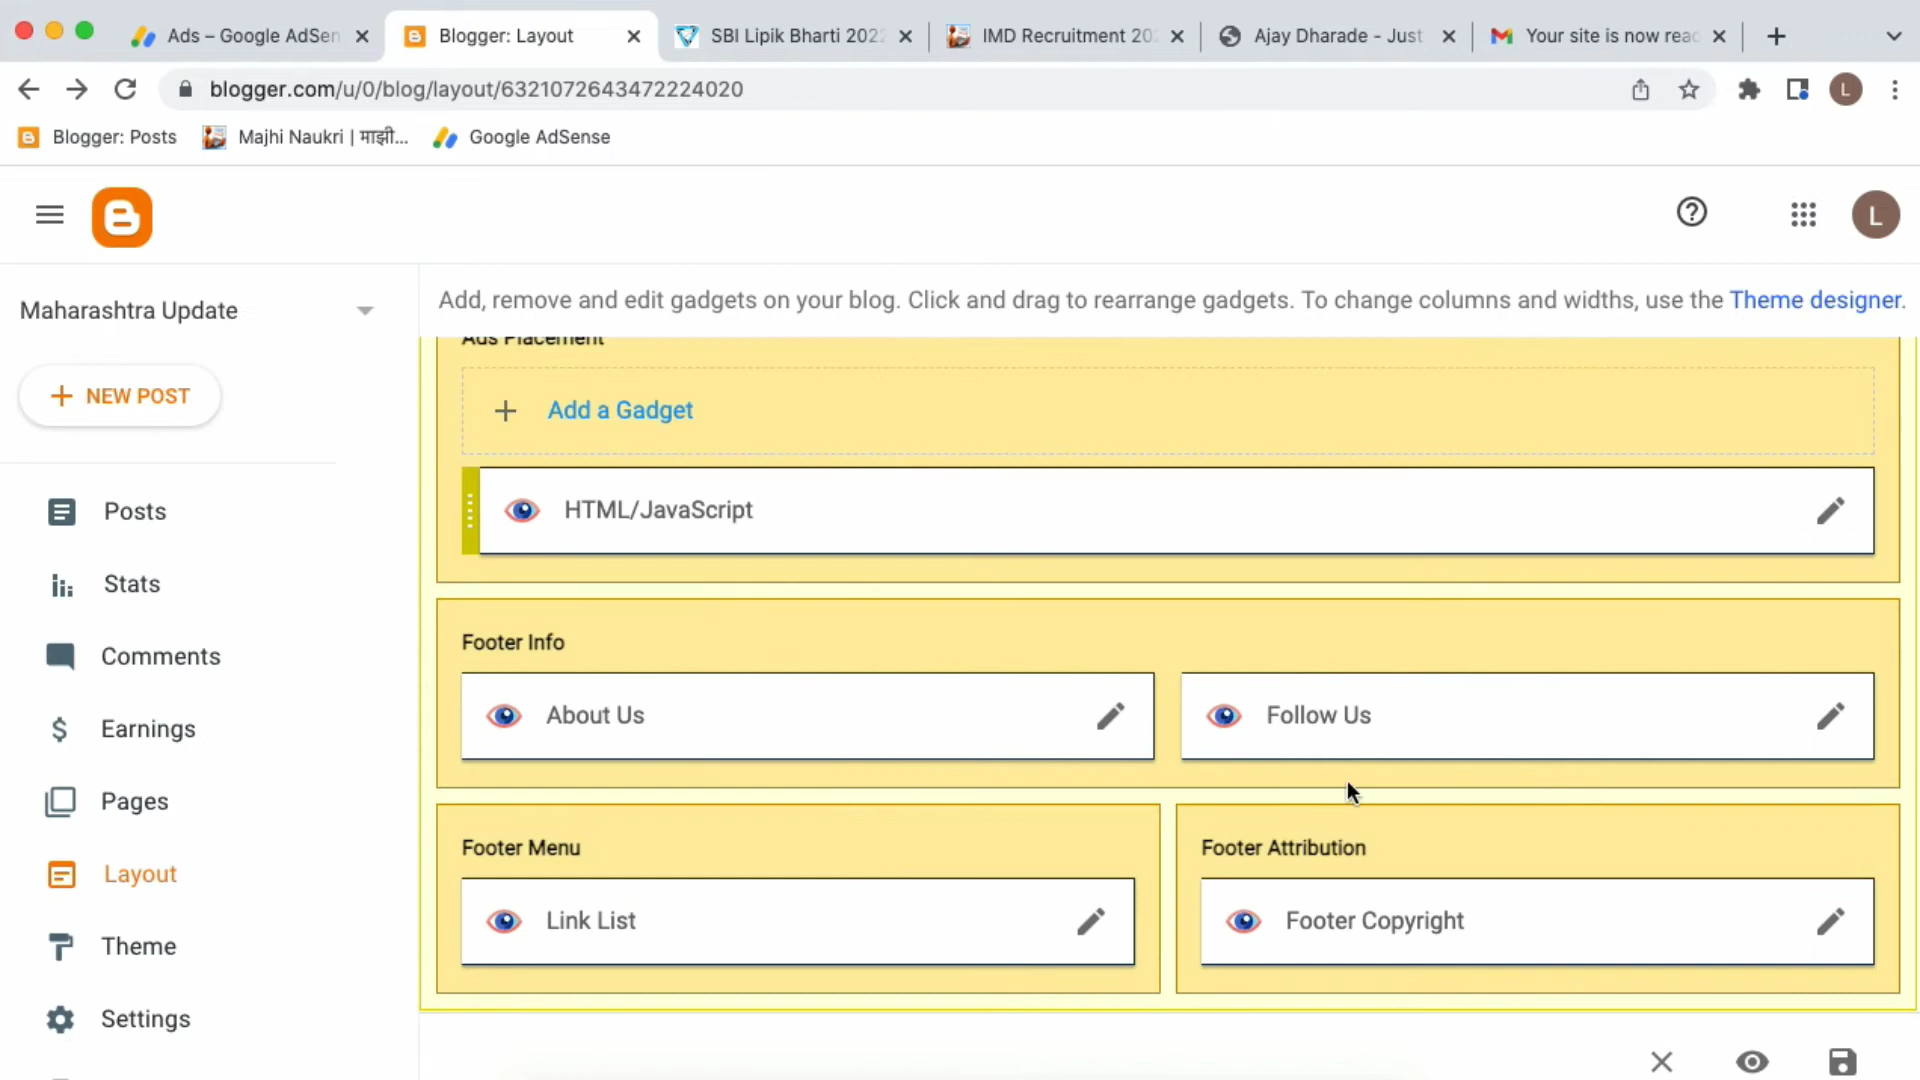 Ads – Google AdSen
Blogger: Layout
SBI Lipik Bharti 2022
IMD Recruitment 20
Ajay Dharade - Just
Your site is now rea
blogger.com/u/0/blog/layout/6321072643472224020
L
Blogger: Posts
Majhi Naukri | माझी...
Google AdSense
L
Maharashtra Update
Add, remove and edit gadgets on your blog. Click and drag to rearrange gadgets. To change columns and widths, use the Theme designer.
Ads Placement
NEW POST
Add a Gadget
Posts
HTML/JavaScript
Stats
Footer Info
Comments
About Us
Follow Us
Earnings
Pages
Footer Menu
Footer Attribution
Layout
Link List
Footer Copyright
Theme
Settings